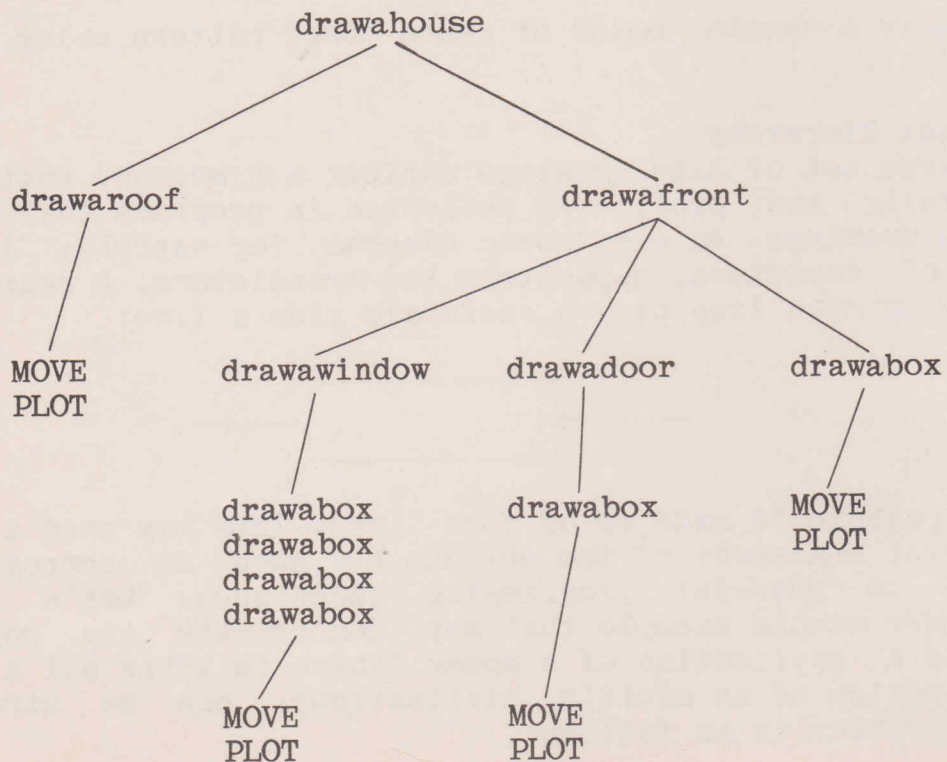 drawahouse
drawaroof drawafront
MOVE drawawindow drawadoor drawabox
PLOT
drawabox drawabox MOVE
drawabox PLOT
drawabox
drawabox
MOVE MOVE
PLOT PLOT